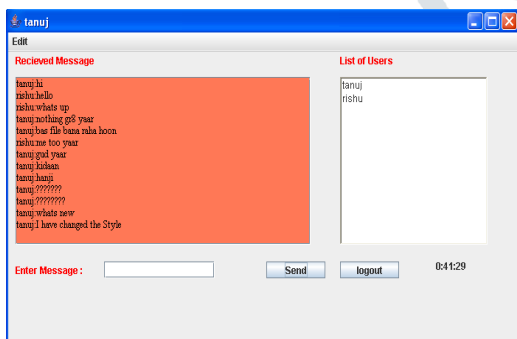 tanuj
Edit
Recieved Message
List of Users
tanuj:hi
rishu:hello
rishu:whats up
tanuj:nothing gr8 yaar
tanuj:bas file bana raha hoon
rishu:me too yaar
tanuj:gud yaar
tanuj:kidaan
tanuj:hanji
tanuj:???????
tanuj:????????
tanuj:whats new
tanuj:I have changed the Style
tanuj
rishu
Enter Message :
Send
logout
0:41:29